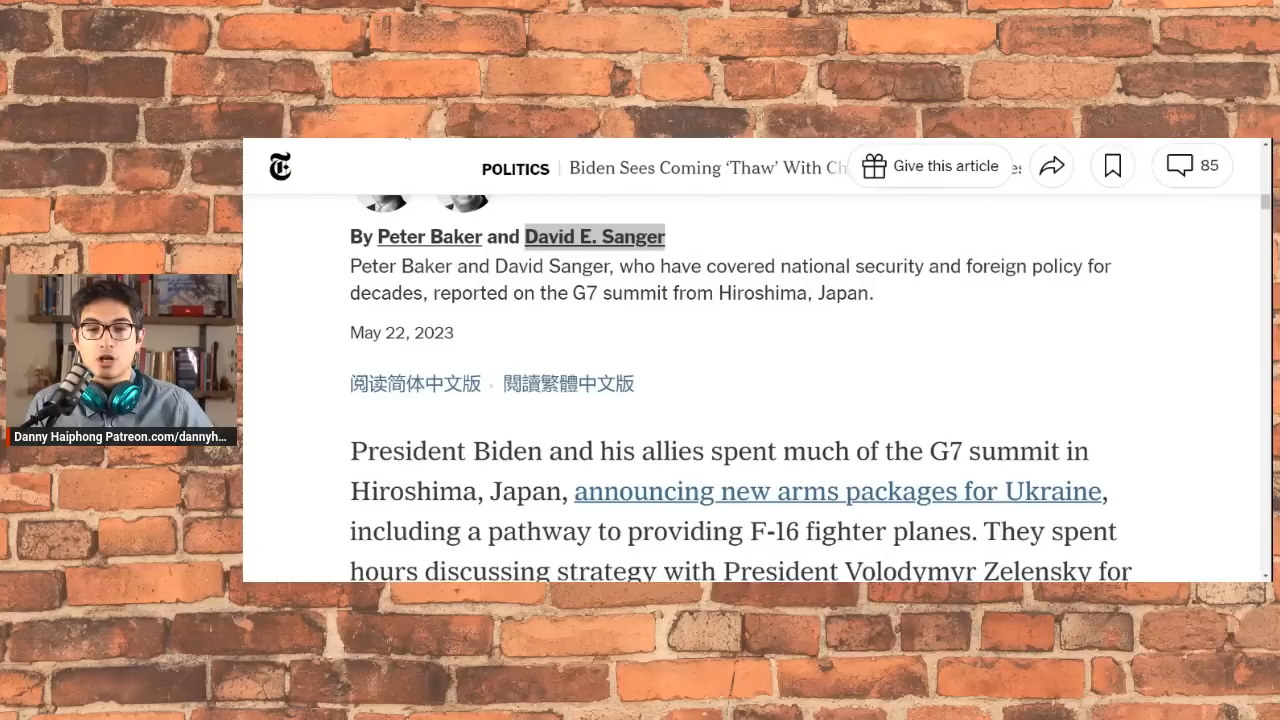 POLITICS | Biden Sees Coming ‘Thaw’ With Ch
Give this article
85
By Peter Baker and David E. Sanger
Peter Baker and David Sanger, who have covered national security and foreign policy for
decades, reported on the G7 summit from Hiroshima, Japan.
May 22, 2023
阅读简体中文版 • 閱讀繁體中文版
President Biden and his allies spent much of the G7 summit in
Hiroshima, Japan, announcing new arms packages for Ukraine,
including a pathway to providing F-16 fighter planes. They spent
hours discussing strategy with President Volodymyr Zelensky for
Danny Haiphong Patreon.com/dannyh...